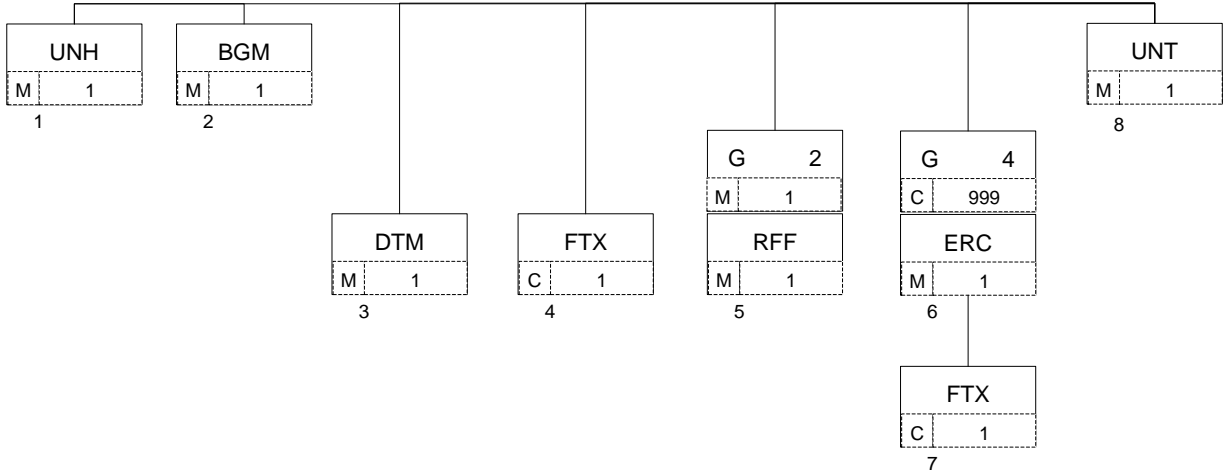 UNH
M 1
1
BGM
M 1
2
DTM
M 1
3
FTX
C 1
4
G 2
M 1
RFF
M 1
5
G 4
C 999
ERC
M 1
6
FTX
C 1
7
UNT
M 1
8